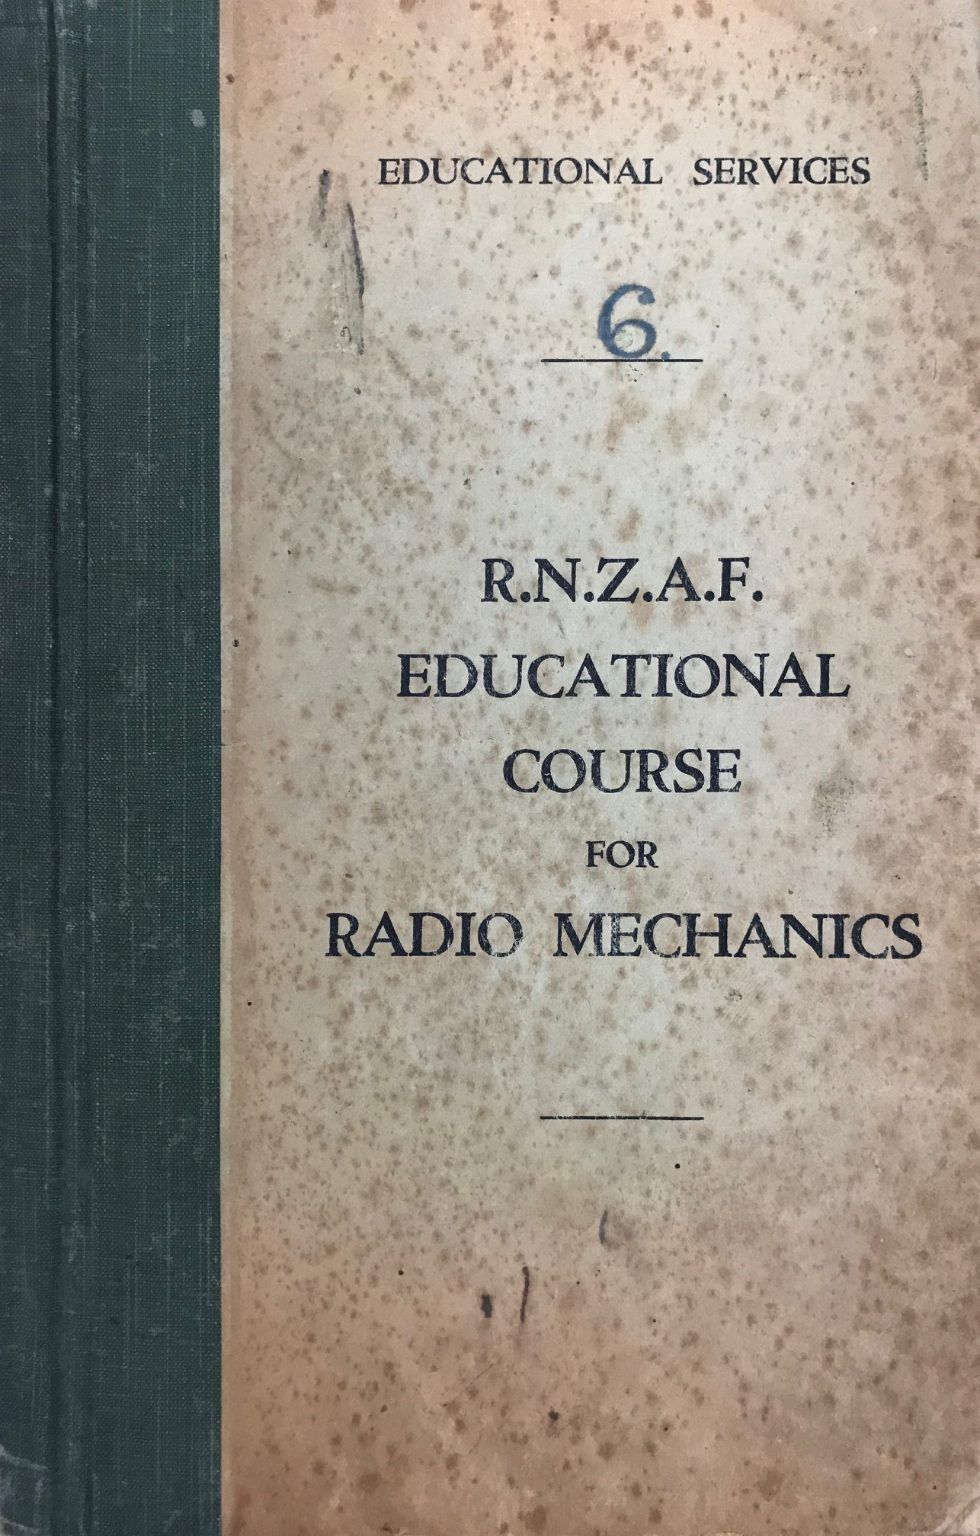 EDUCATIONAL SERVICES
6.
R.N.Z.A.F.
EDUCATIONAL
COURSE
FOR
RADIO MECHANICS